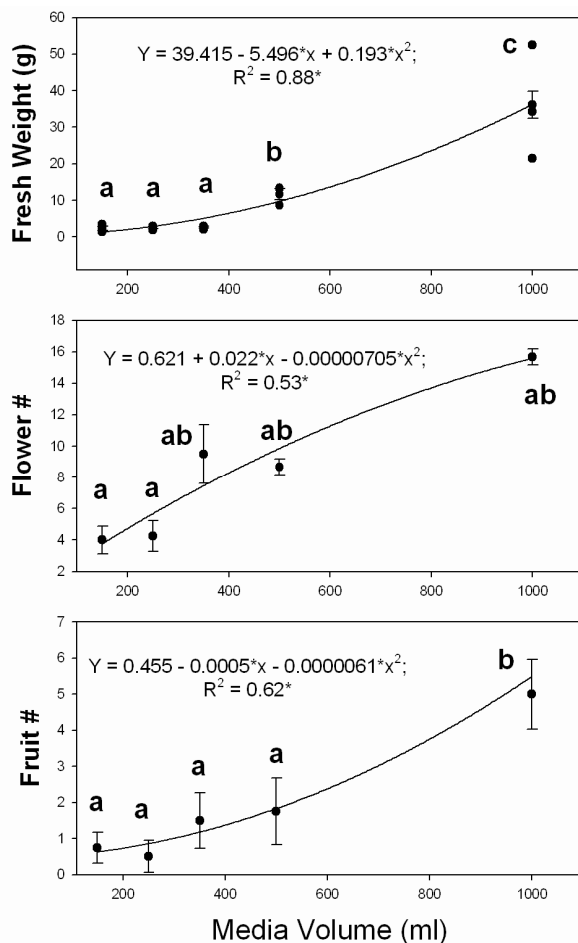 Fresh Weight (g)
60
50
40
30
20
10
0
Y = 39.415 - 5.496*x + 0.193*x²;
R² = 0.88*
a
a
a
b
c
200
400
600
800
1000
Flower #
18
16
14
12
10
8
6
4
2
Y = 0.621 + 0.022*x - 0.00000705*x²;
R² = 0.53*
a
a
ab
ab
ab
200
400
600
800
1000
Fruit #
7
6
5
4
3
2
1
0
Y = 0.455 - 0.0005*x - 0.0000061*x²;
R² = 0.62*
a
a
a
a
b
200
400
600
800
1000
Media Volume (ml)